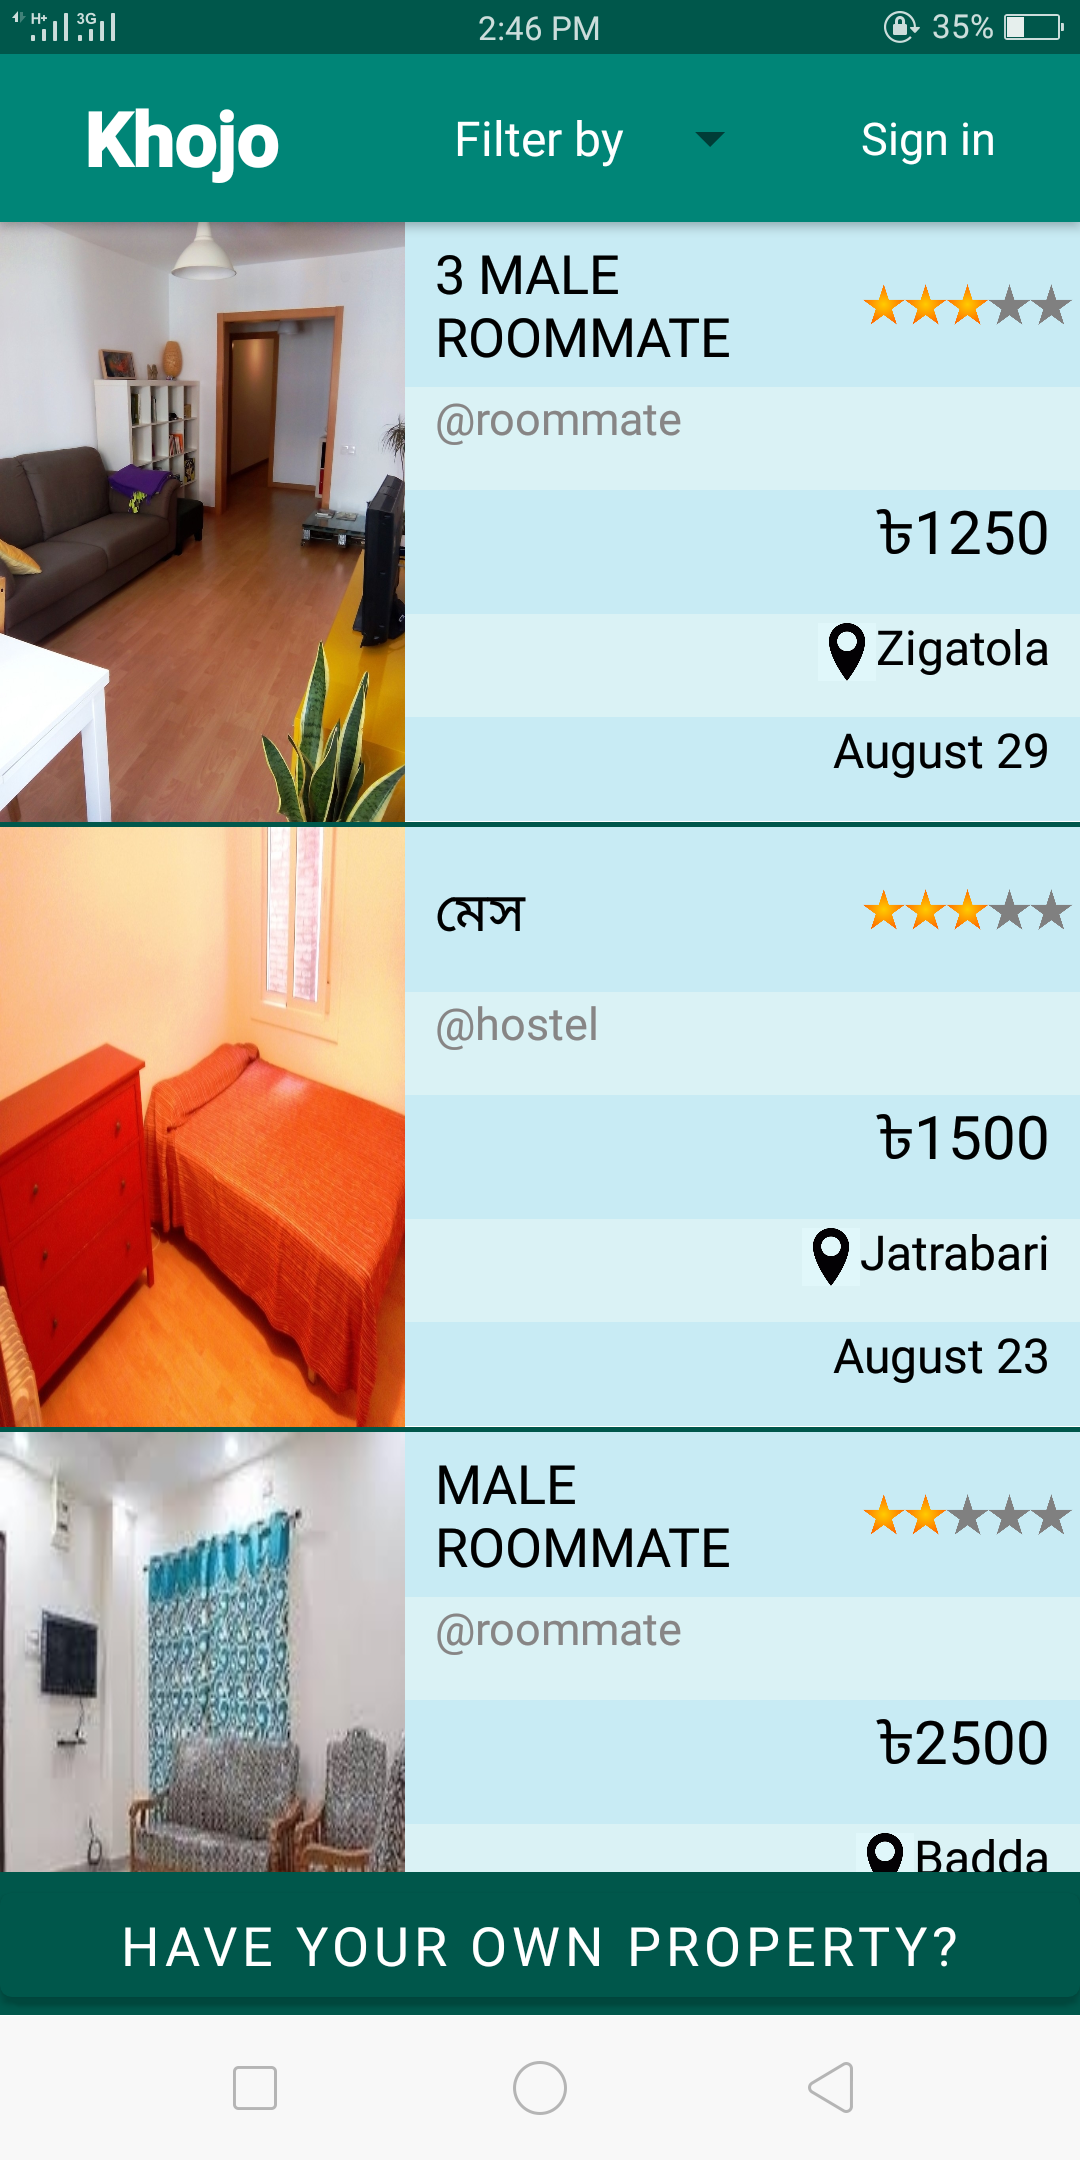 H+ 3G 2:46 PM 35%
Khojo Filter by Sign in
3 MALE
ROOMMATE
@roommate
৳1250
Zigatola
August 29
মেস
@hostel
৳1500
Jatrabari
August 23
MALE
ROOMMATE
@roommate
৳2500
Badda
HAVE YOUR OWN PROPERTY?